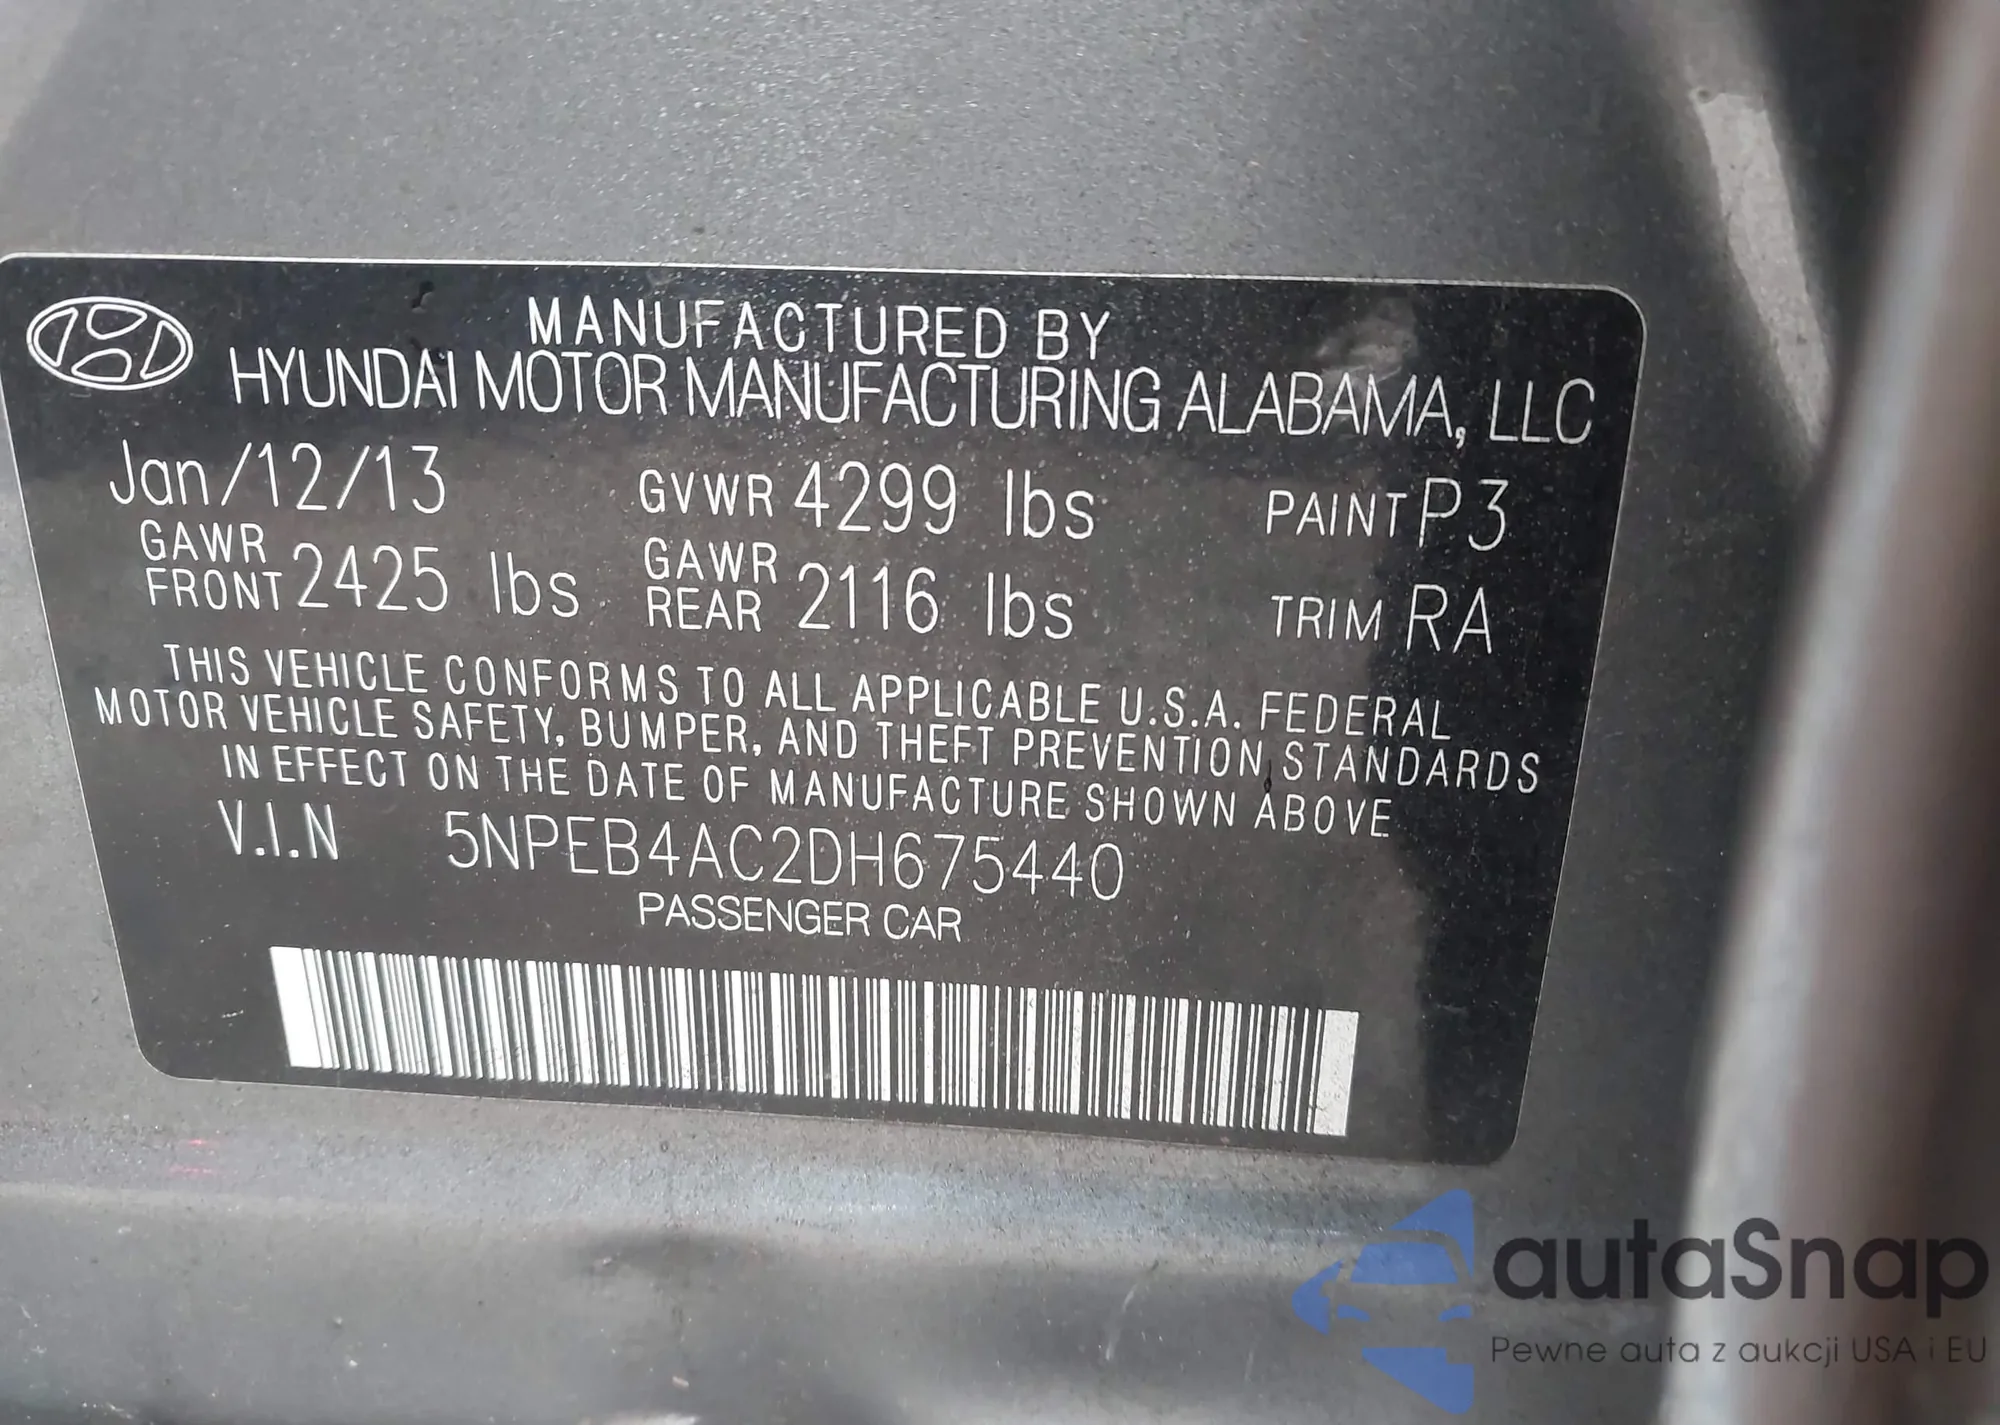 MANUFACTURED BY
HYUNDAI MOTOR MANUFACTURING ALABAMA, LLC
Jan/12/13 GVWR 4299 lbs PAINT P3
GAWR FRONT 2425 lbs GAWR REAR 2116 lbs TRIM RA
THIS VEHICLE CONFORMS TO ALL APPLICABLE U.S.A. FEDERAL
MOTOR VEHICLE SAFETY, BUMPER, AND THEFT PREVENTION STANDARDS
IN EFFECT ON THE DATE OF MANUFACTURE SHOWN ABOVE
V.I.N 5NPEB4AC2DH675440
PASSENGER CAR
autaSnap
Pewne auta z aukcji USA i EU